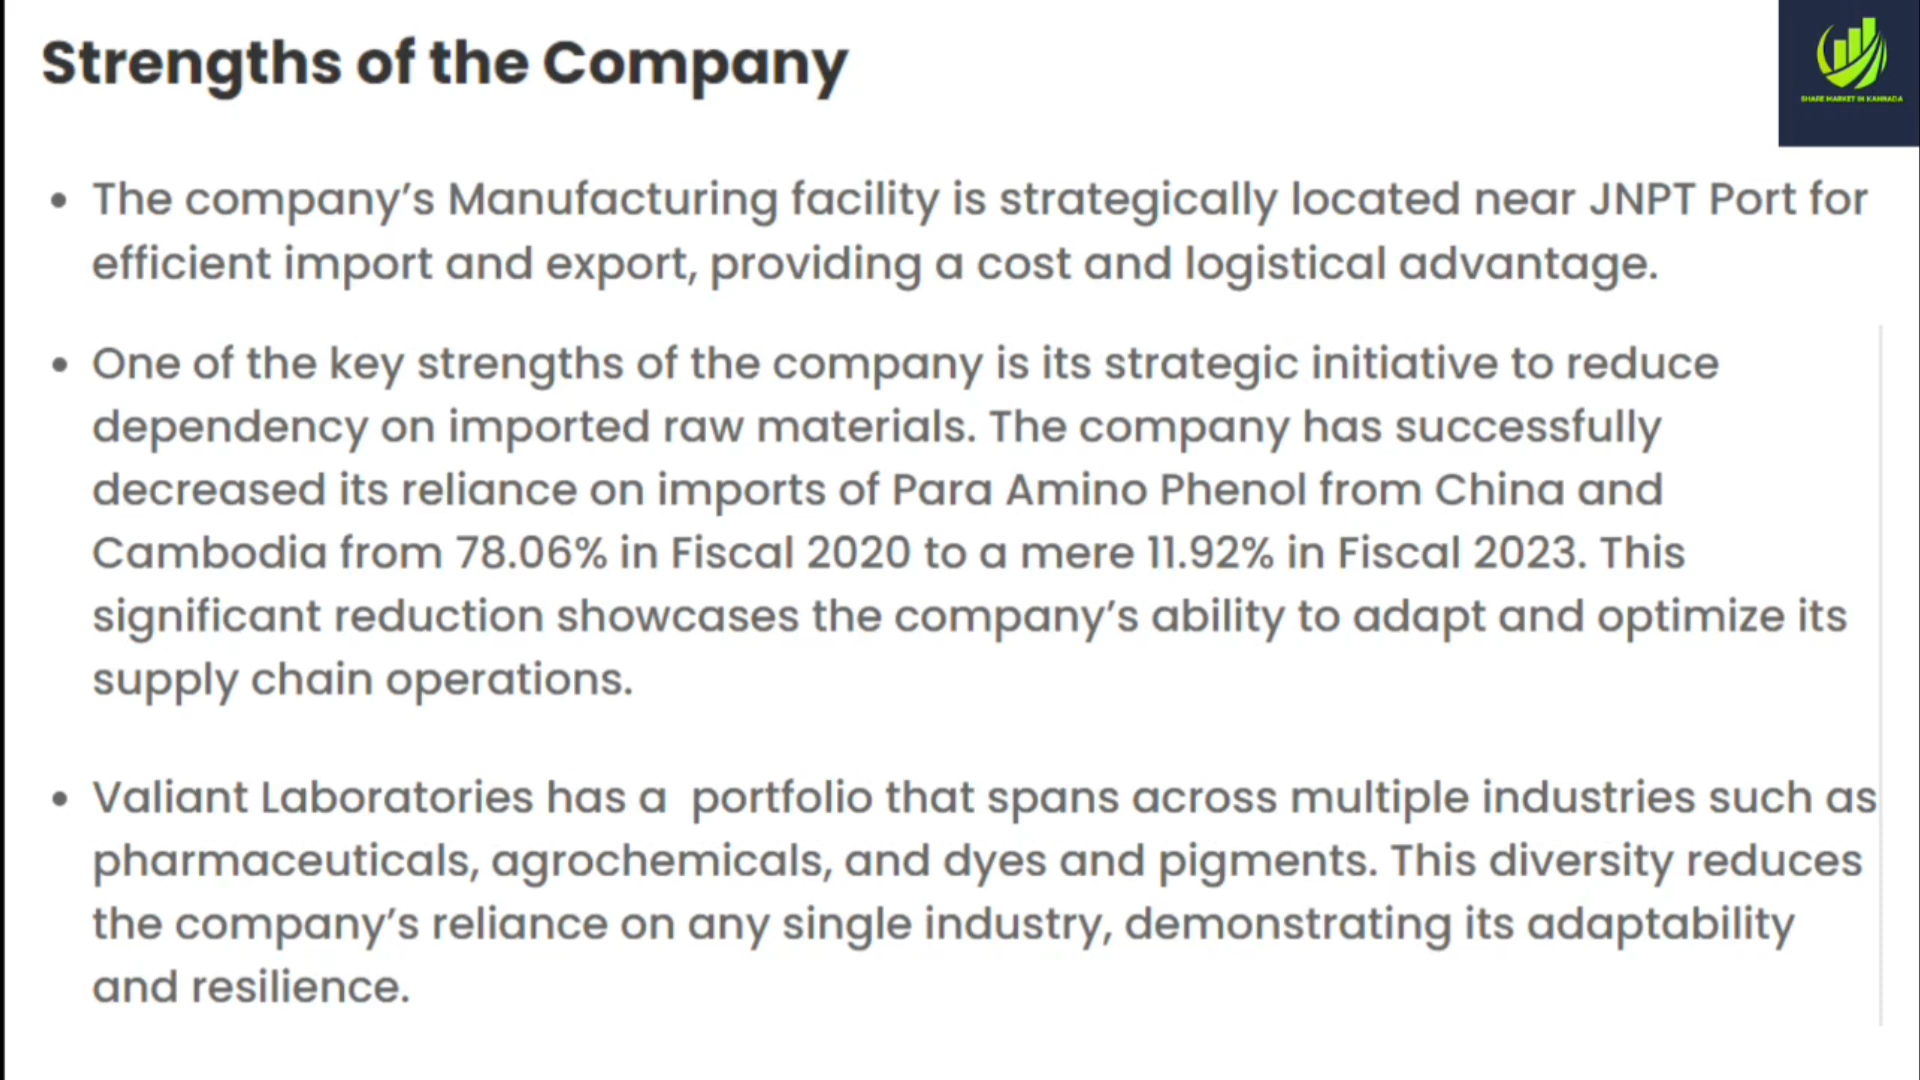 Strengths of the Company
SHARE MARKET IN KANNADA
• The company’s Manufacturing facility is strategically located near JNPT Port for
efficient import and export, providing a cost and logistical advantage.
• One of the key strengths of the company is its strategic initiative to reduce
dependency on imported raw materials. The company has successfully
decreased its reliance on imports of Para Amino Phenol from China and
Cambodia from 78.06% in Fiscal 2020 to a mere 11.92% in Fiscal 2023. This
significant reduction showcases the company’s ability to adapt and optimize its
supply chain operations.
• Valiant Laboratories has a  portfolio that spans across multiple industries such as
pharmaceuticals, agrochemicals, and dyes and pigments. This diversity reduces
the company’s reliance on any single industry, demonstrating its adaptability
and resilience.